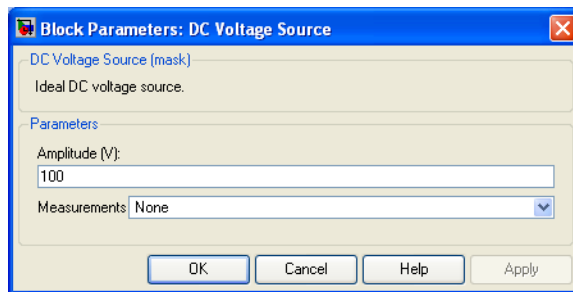 Block Parameters: DC Voltage Source
DC Voltage Source (mask)
Ideal DC voltage source.
Parameters
Amplitude (V):
100
Measurements None
OK Cancel Help Apply